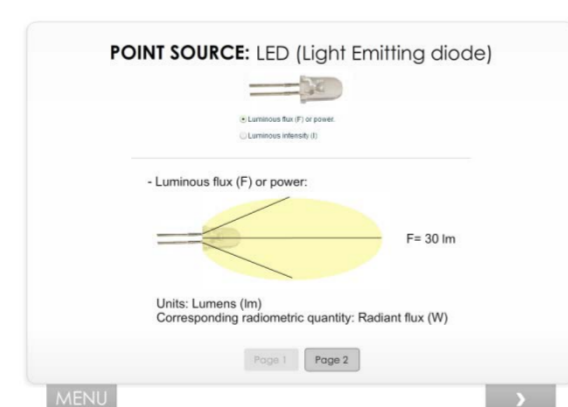 POINT SOURCE: LED (Light Emitting diode)
Luminous flux (F) or power.
Luminous intensity (I)
- Luminous flux (F) or power:
F= 30 lm
Units: Lumens (lm)
Corresponding radiometric quantity: Radiant flux (W)
Page 1 Page 2
MENU